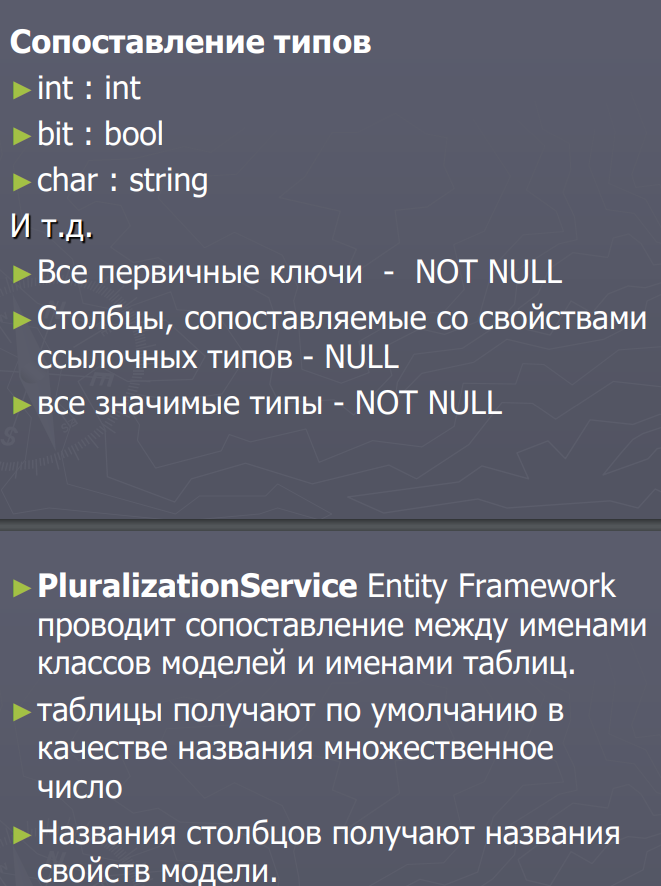 Сопоставление типов
►int : int
►bit : bool
►char : string
И т.д.
►Все первичные ключи - NOT NULL
►Столбцы, сопоставляемые со свойствами
ссылочных типов - NULL
►все значимые типы - NOT NULL
►PluralizationService Entity Framework
проводит сопоставление между именами
классов моделей и именами таблиц.
►таблицы получают по умолчанию в
качестве названия множественное
число
►Названия столбцов получают названия
свойств модели.